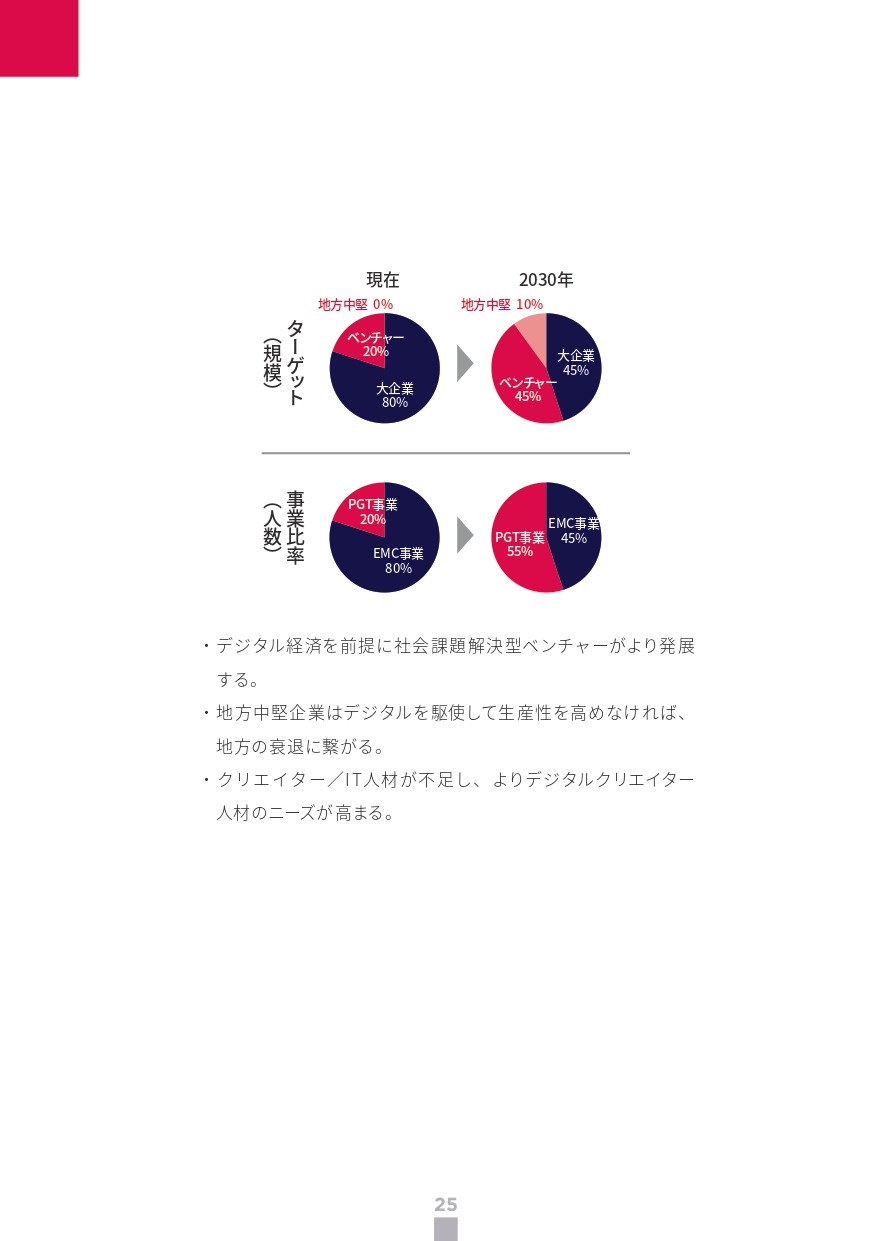 現在
2030年
地方中堅 0%
地方中堅 10%
ターゲット
（規模）
ベンチャー
20%
大企業
80%
大企業
45%
ベンチャー
45%
事業比率
（人数）
PGT事業
20%
EMC事業
80%
EMC事業
45%
PGT事業
55%
・デジタル経済を前提に社会課題解決型ベンチャーがより発展
する。
・地方中堅企業はデジタルを駆使して生産性を高めなければ、
地方の衰退に繋がる。
・クリエイター／IT人材が不足し、よりデジタルクリエイター
人材のニーズが高まる。
25